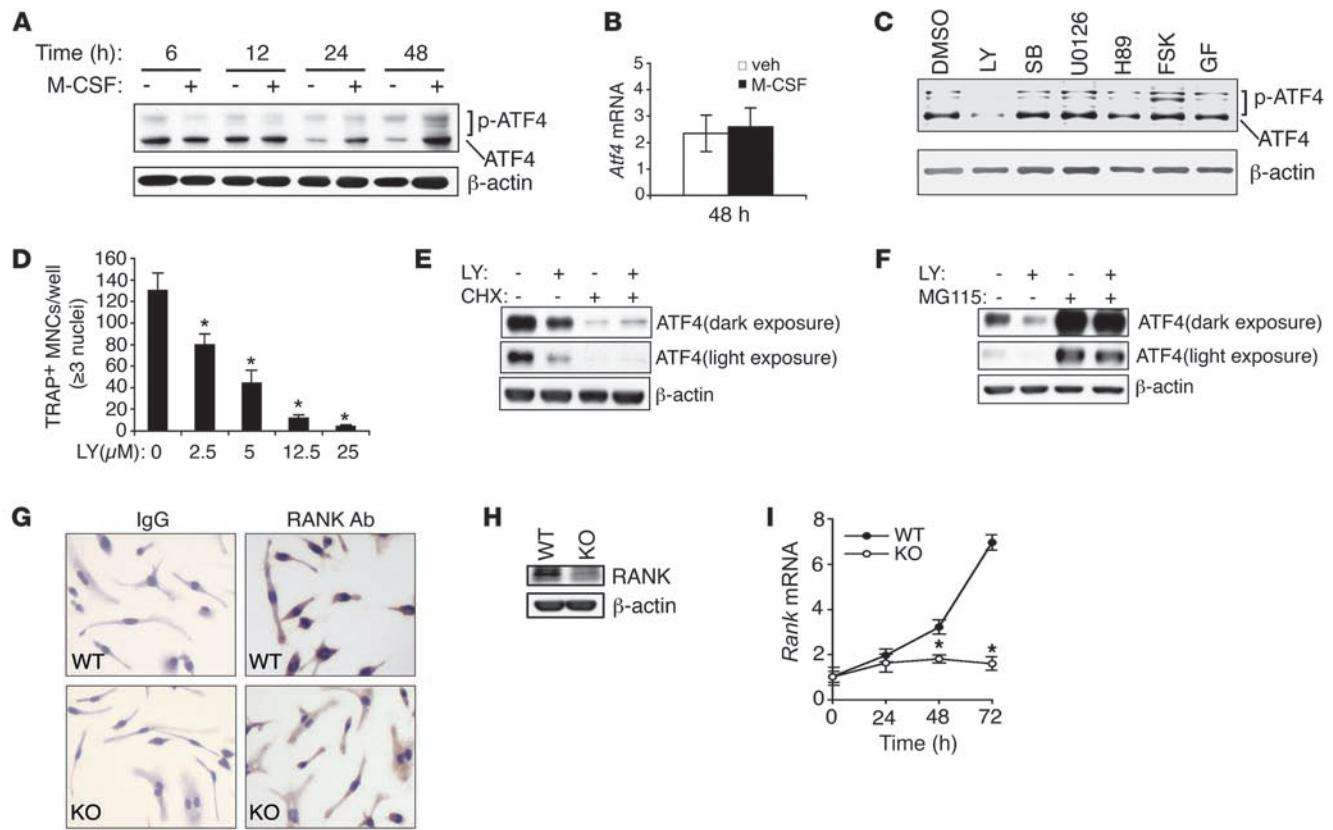 A
Time (h): 6 12 24 48
M-CSF: - + - + - + - +
p-ATF4
ATF4
β-actin
B
Atf4 mRNA
5
4
3
2
1
0
veh
M-CSF
48 h
C
DMSO LY SB U0126 H89 FSK GF
p-ATF4
ATF4
β-actin
D
TRAP+ MNCs/well
(≥3 nuclei)
160
140
120
100
80
60
40
20
0
* * * *
LY(μM): 0 2.5 5 12.5 25
E
LY: - + - +
CHX: - - + +
ATF4(dark exposure)
ATF4(light exposure)
β-actin
F
LY: - + - +
MG115: - - + +
ATF4(dark exposure)
ATF4(light exposure)
β-actin
G
IgG RANK Ab
WT WT
KO KO
H
WT KO
RANK
β-actin
I
Rank mRNA
8
6
4
2
0
WT
KO
* *
0 24 48 72
Time (h)